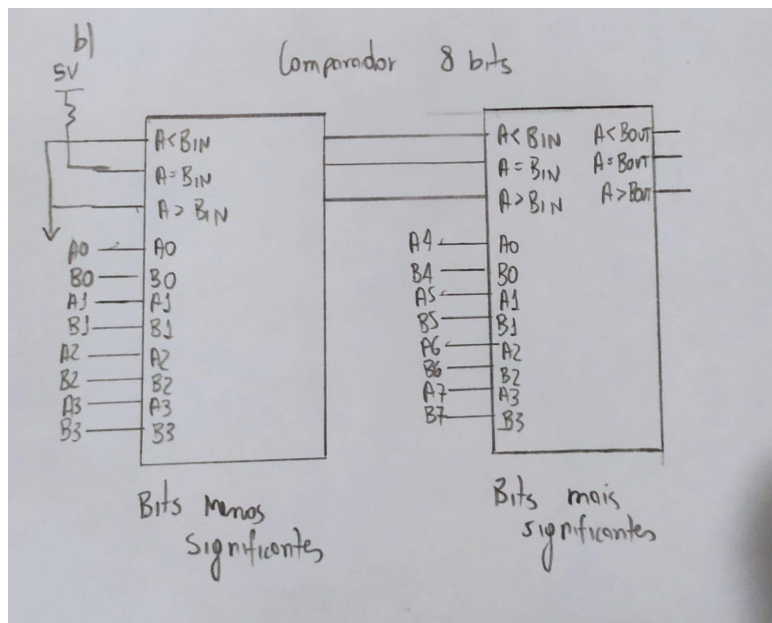 b)
Comparador 8 bits
5V
A<BIN
A=BIN
A>BIN
A0 A0
B0 B0
A1 A1
B1 B1
A2 A2
B2 B2
A3 A3
B3 B3
Bits menos
significantes
A<BIN A<BOUT
A=BIN A=BOUT
A>BIN A>BOUT
A4 A0
B4 B0
A5 A1
B5 B1
A6 A2
B6 B2
A7 A3
B7 B3
Bits mais
significantes